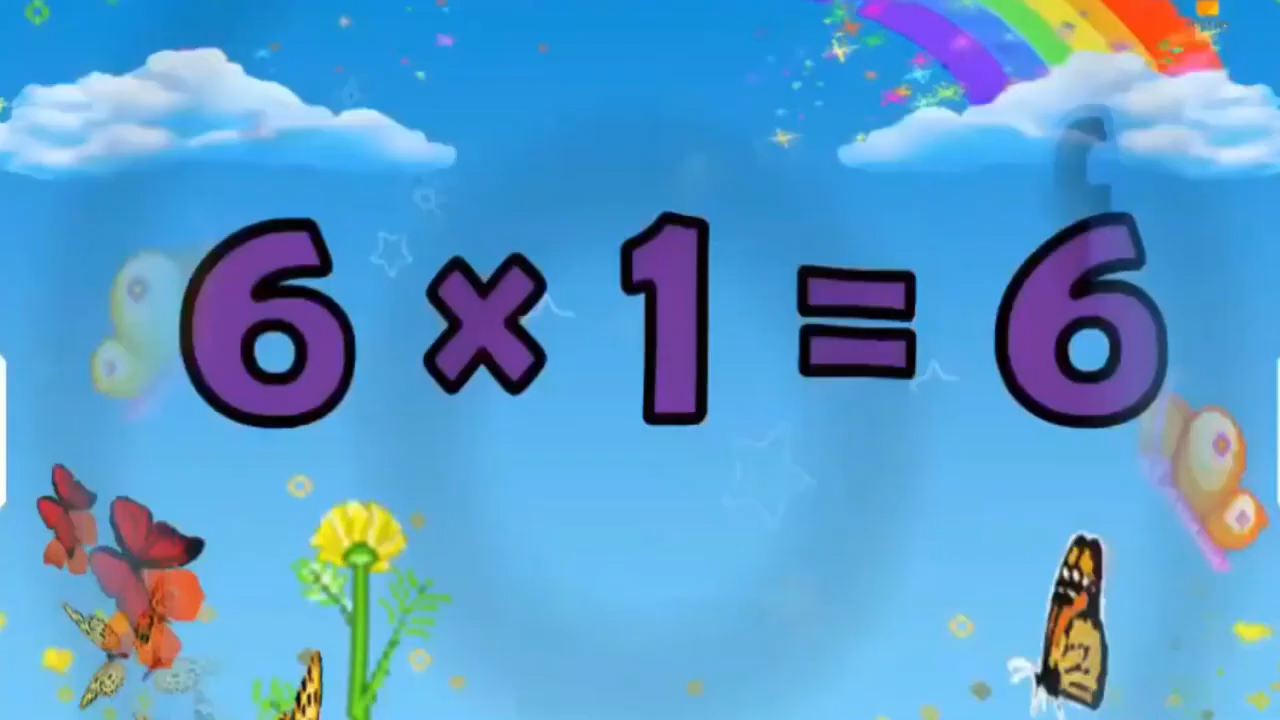 6 × 1 = 6